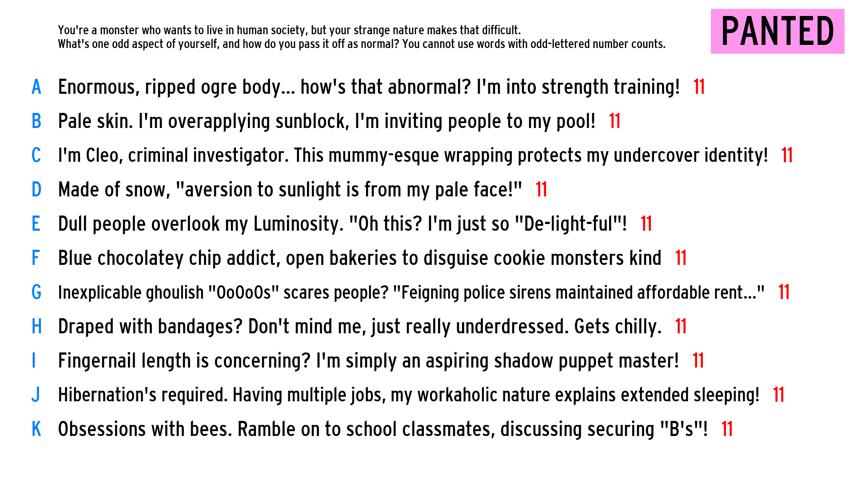 You're a monster who wants to live in human society, but your strange nature makes that difficult.
What's one odd aspect of yourself, and how do you pass it off as normal? You cannot use words with odd-lettered number counts.
PANTED
A Enormous, ripped ogre body... how's that abnormal? I'm into strength training! 11
B Pale skin. I'm overapplying sunblock, I'm inviting people to my pool! 11
C I'm Cleo, criminal investigator. This mummy-esque wrapping protects my undercover identity! 11
D Made of snow, "aversion to sunlight is from my pale face!" 11
E Dull people overlook my Luminosity. "Oh this? I'm just so "De-light-ful"! 11
F Blue chocolatey chip addict, open bakeries to disguise cookie monsters kind 11
G Inexplicable ghoulish "OoOoOs" scares people? "Feigning police sirens maintained affordable rent..." 11
H Draped with bandages? Don't mind me, just really underdressed. Gets chilly. 11
I Fingernail length is concerning? I'm simply an aspiring shadow puppet master! 11
J Hibernation's required. Having multiple jobs, my workaholic nature explains extended sleeping! 11
K Obsessions with bees. Ramble on to school classmates, discussing securing "B's"! 11